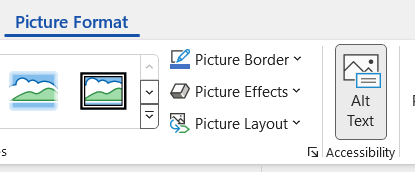 Picture Format
Picture Border
Picture Effects
Picture Layout
Alt
Text
Accessibility